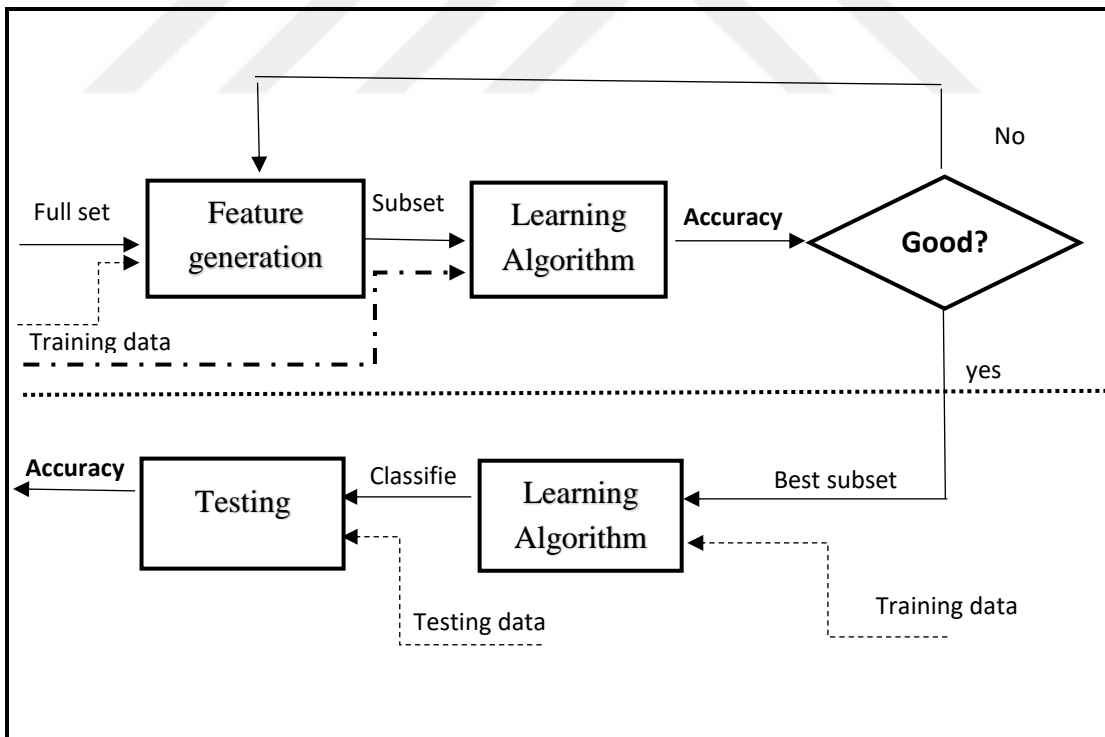 No
Full set
Feature
generation
Subset
Learning
Algorithm
Accuracy
Good?
Training data
yes
Accuracy
Testing
Classifie
Learning
Algorithm
Best subset
Testing data
Training data